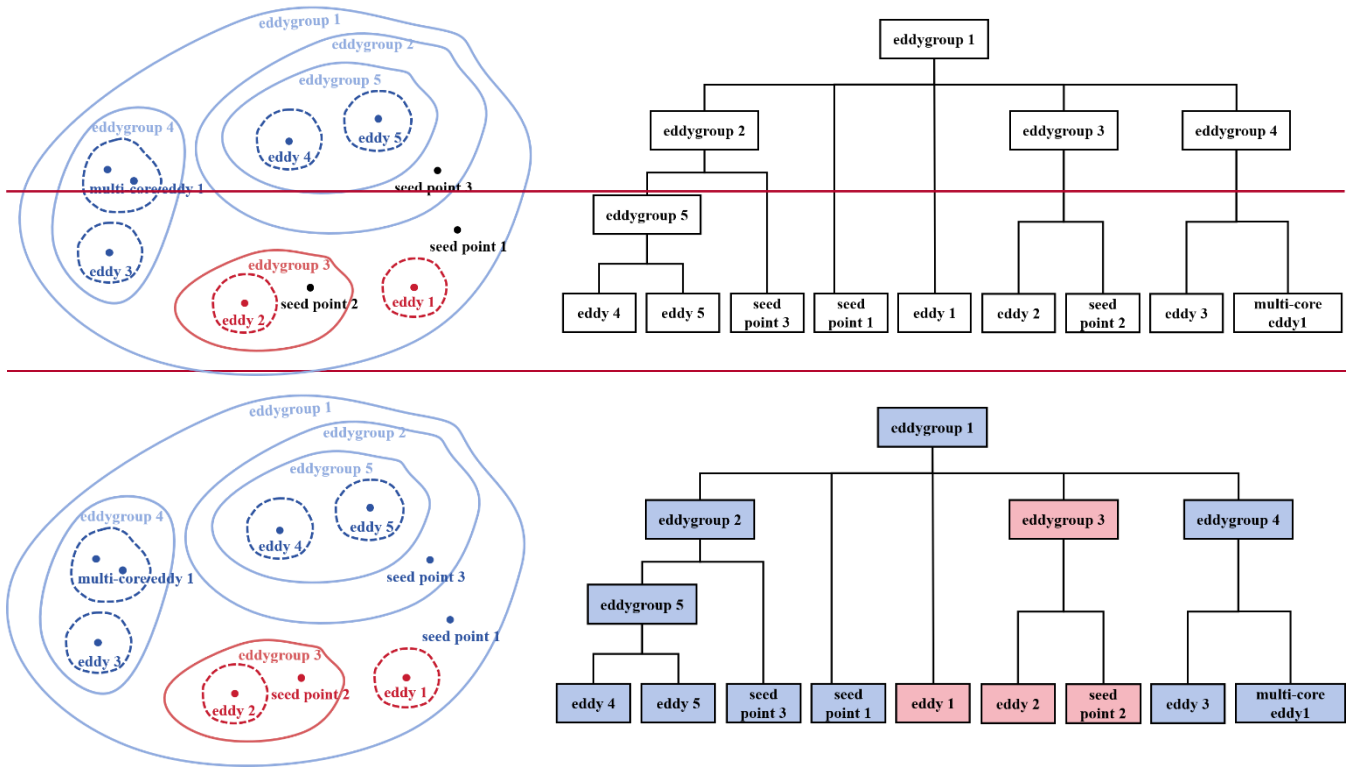 eddygroup 1
eddygroup 2
eddygroup 5
eddygroup 4
eddy 5
eddy 4
seed point 3
multi-core eddy 1
seed point 1
eddy 3
eddygroup 3
seed point 2
eddy 1
eddy 2
eddygroup 1
eddygroup 2
eddygroup 3
eddygroup 4
eddygroup 5
eddy 4
eddy 5
seed
point 3
seed
point 1
eddy 1
eddy 2
seed
point 2
eddy 3
multi-core
eddy1
eddygroup 1
eddygroup 2
eddygroup 5
eddygroup 4
eddy 5
eddy 4
seed point 3
multi-core eddy 1
seed point 1
eddy 3
eddygroup 3
seed point 2
eddy 1
eddy 2
eddygroup 1
eddygroup 2
eddygroup 3
eddygroup 4
eddygroup 5
eddy 4
eddy 5
seed
point 3
seed
point 1
eddy 1
eddy 2
seed
point 2
eddy 3
multi-core
eddy1